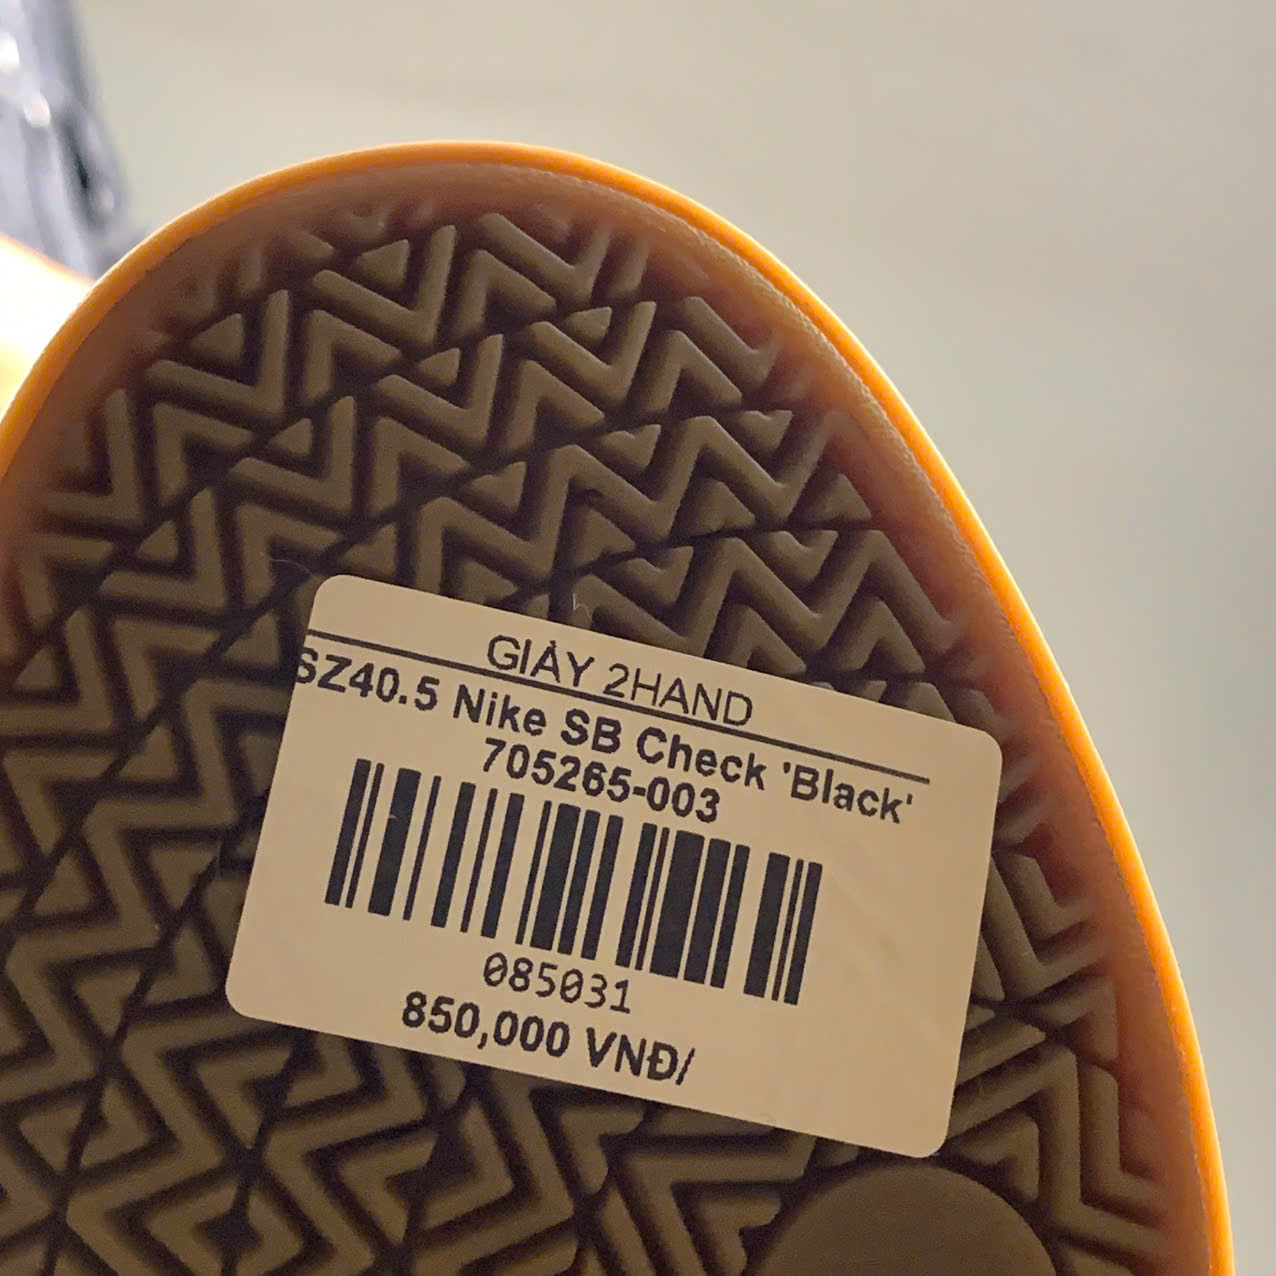 GIÀY 2HAND
SZ40.5 Nike SB Check 'Black'
705265-003
085031
850,000 VNĐ/